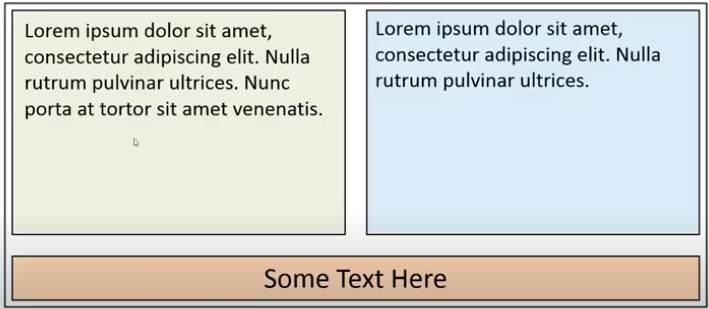 Lorem ipsum dolor sit amet,
consectetur adipiscing elit. Nulla
rutrum pulvinar ultrices. Nunc
porta at tortor sit amet venenatis.
Lorem ipsum dolor sit amet,
consectetur adipiscing elit. Nulla
rutrum pulvinar ultrices.
Some Text Here